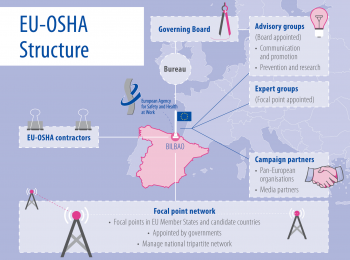 EU-OSHA
Structure
Governing Board
Bureau
Advisory groups
(Board appointed)
• Communication
and promotion
• Prevention and research
Expert groups
(Focal point appointed)
European Agency
for Safety and Health
at Work
EU-OSHA contractors
BILBAO
Campaign partners
• Pan-European
organisations
• Media partners
Focal point network
• Focal points in EU Member States and candidate countries
• Appointed by governments
• Manage national tripartite network